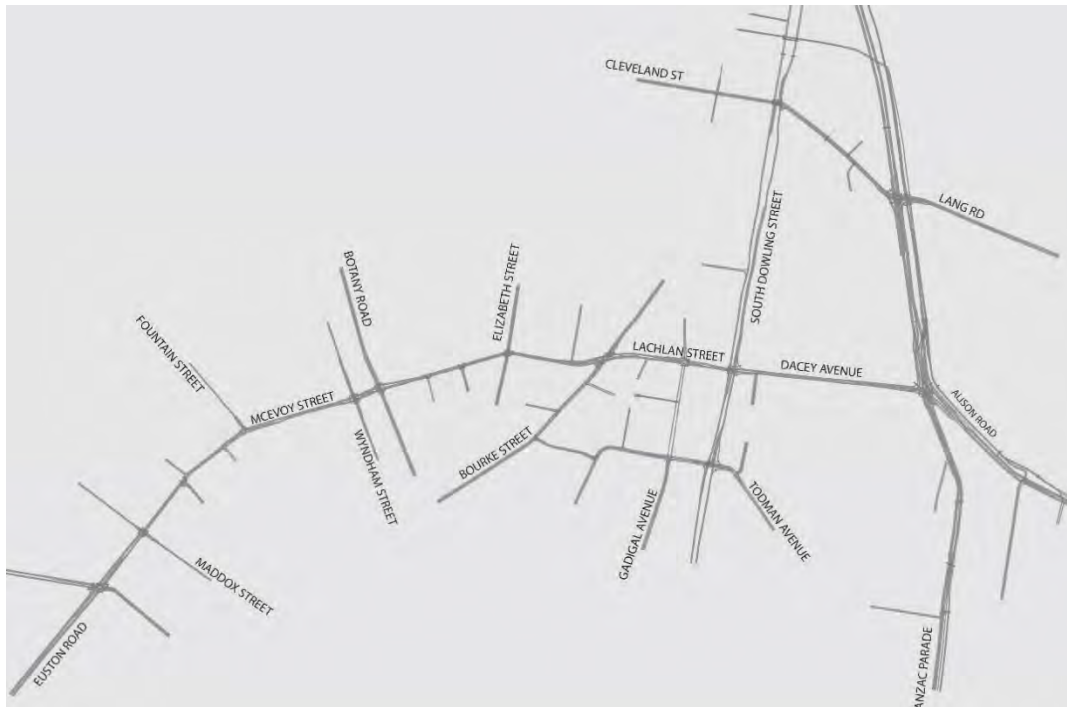 CLEVELAND ST
LANG RD
SOUTH DOWLING STREET
BOTANY ROAD
ELIZABETH STREET
FOUNTAIN STREET
LACHLAN STREET
DACEY AVENUE
MCEVOY STREET
ALISON ROAD
WYNDHAM STREET
BOURKE STREET
GADIGAL AVENUE
TODMAN AVENUE
MADDOX STREET
EUSTON ROAD
ANZAC PARADE